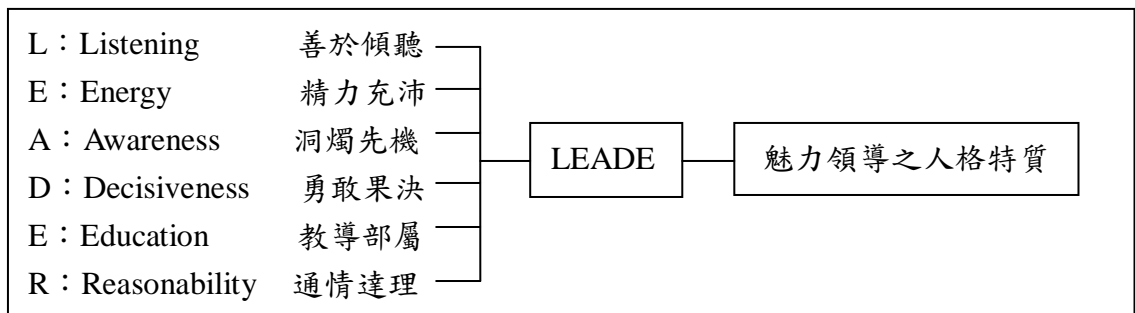 L：Listening 善於傾聽
E：Energy 精力充沛
A：Awareness 洞燭先機
D：Decisiveness 勇敢果決
E：Education 教導部屬
R：Reasonability 通情達理
LEADE
魅力領導之人格特質